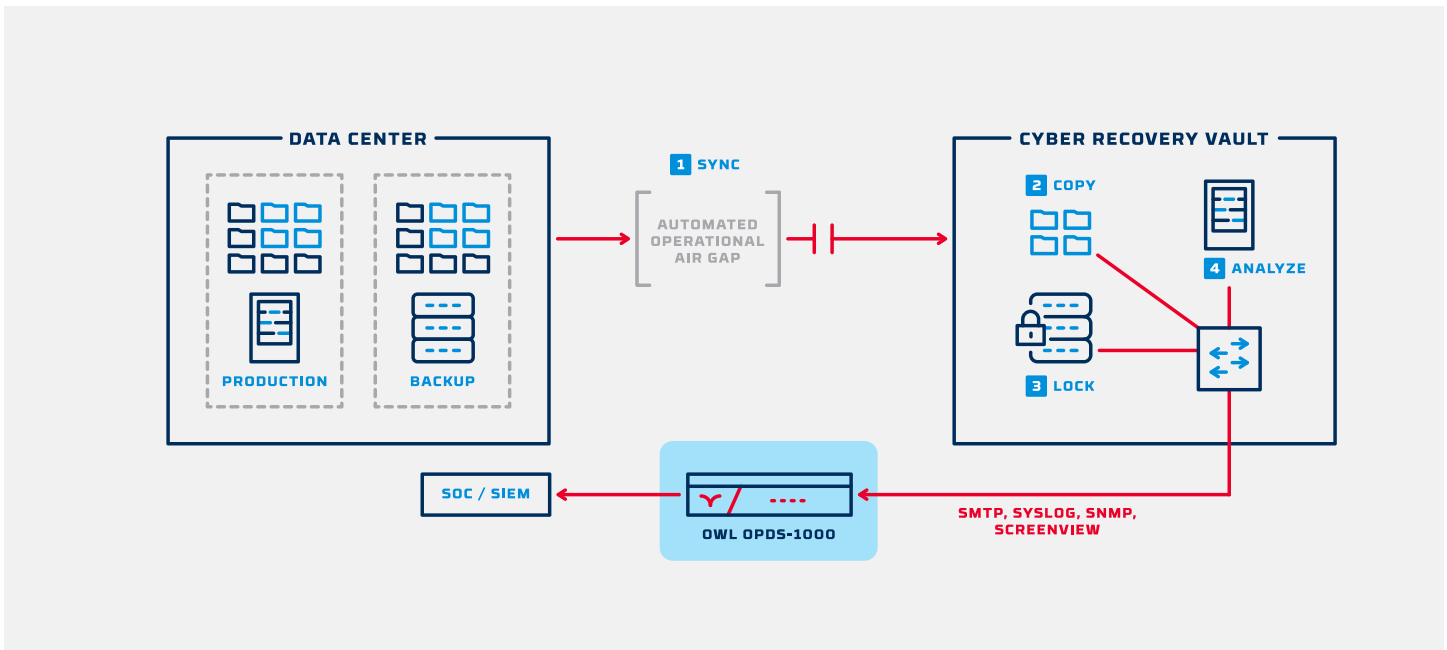 DATA CENTER
PRODUCTION
BACKUP
1 SYNC
AUTOMATED
OPERATIONAL
AIR GAP
CYBER RECOVERY VAULT
2 COPY
3 LOCK
4 ANALYZE
SOC / SIEM
OWL OPDS-1000
SMTP, SYSLOG, SNMP,
SCREENVIEW